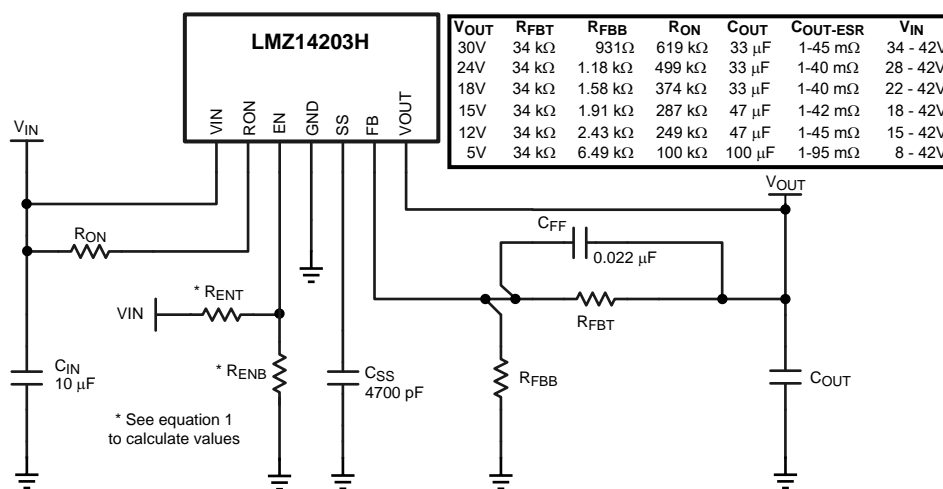 LMZ14203H
VIN
RON
EN
GND
SS
FB
VOUT
VOUT RFBT RFBB RON COUT COUT-ESR VIN
30V 34 kΩ 931Ω 619 kΩ 33 μF 1-45 mΩ 34 - 42V
24V 34 kΩ 1.18 kΩ 499 kΩ 33 μF 1-40 mΩ 28 - 42V
18V 34 kΩ 1.58 kΩ 374 kΩ 33 μF 1-40 mΩ 22 - 42V
15V 34 kΩ 1.91 kΩ 287 kΩ 47 μF 1-42 mΩ 18 - 42V
12V 34 kΩ 2.43 kΩ 249 kΩ 47 μF 1-45 mΩ 15 - 42V
5V 34 kΩ 6.49 kΩ 100 kΩ 100 μF 1-95 mΩ 8 - 42V
VIN
VOUT
RON
CFF
0.022 μF
* RENT
VIN
RFBT
* RENB
CIN
10 μF
CSS
4700 pF
RFBB
COUT
* See equation 1
to calculate values